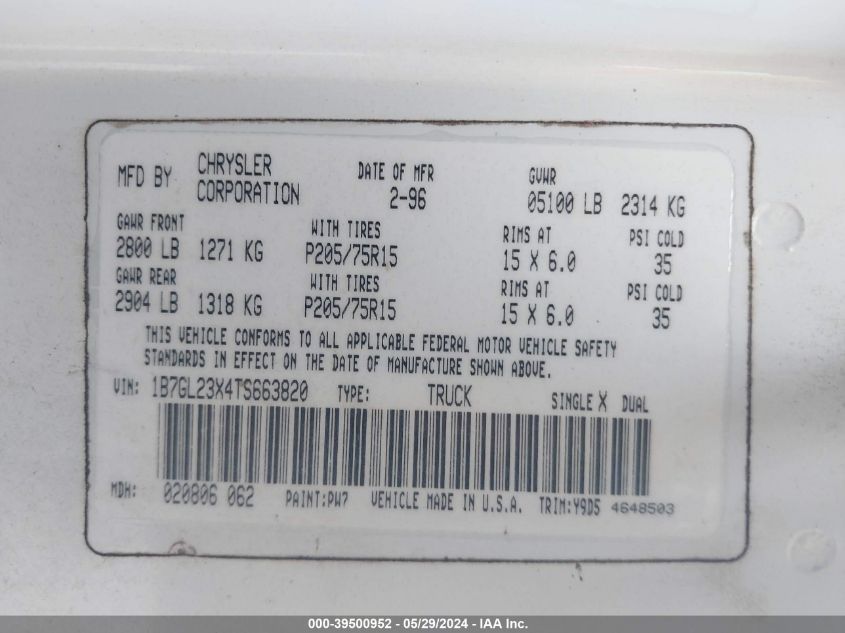 MFD BY CHRYSLER CORPORATION DATE OF MFR 2-96 GVWR 05100 LB 2314 KG
GAWR FRONT WITH TIRES RIMS AT PSI COLD
2800 LB 1271 KG P205/75R15 15 X 6.0 35
GAWR REAR WITH TIRES RIMS AT PSI COLD
2904 LB 1318 KG P205/75R15 15 X 6.0 35
THIS VEHICLE CONFORMS TO ALL APPLICABLE FEDERAL MOTOR VEHICLE SAFETY
STANDARDS IN EFFECT ON THE DATE OF MANUFACTURE SHOWN ABOVE.
VIN: 1B7GL23X4TS663820 TYPE: TRUCK SINGLE X DUAL
MDH: 020806 062 PAINT:PW7 VEHICLE MADE IN U.S.A. TRIM:Y9D5 4648503
000-39500952 - 05/29/2024 - IAA Inc.